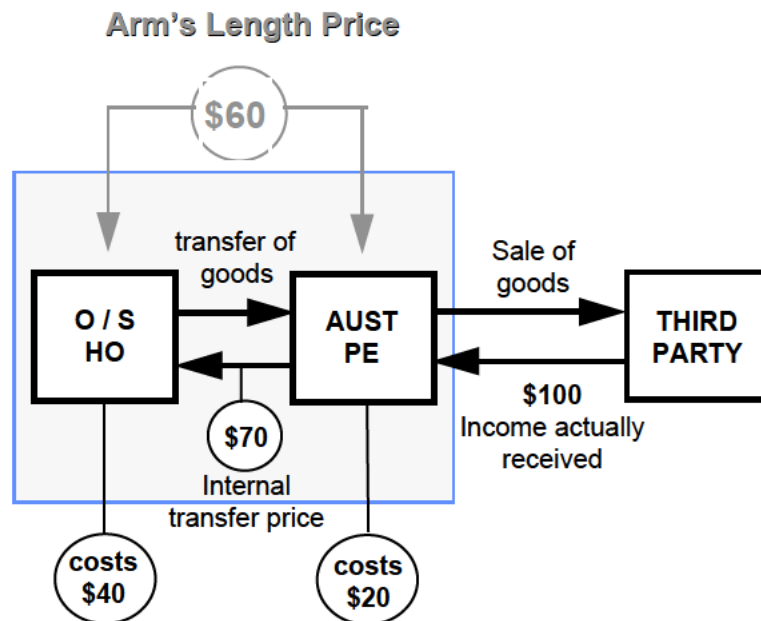 Arm's Length Price
$60
transfer of
goods
Sale of
goods
O / S
HO
AUST
PE
THIRD
PARTY
$70
Internal
transfer price
$100
Income actually
received
costs
$40
costs
$20